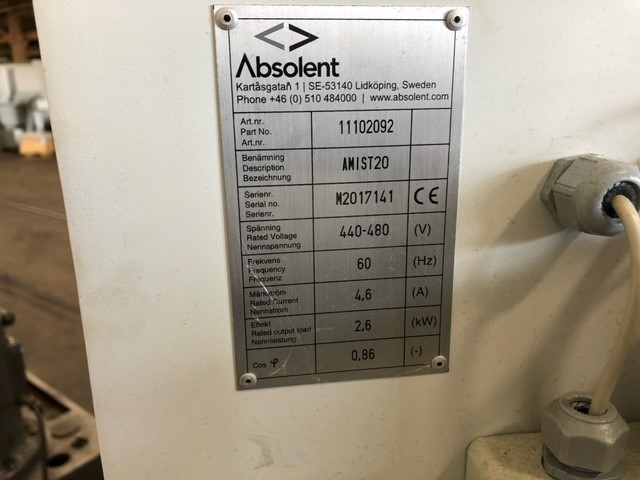 Absolent
Kartåsgatan 1 | SE-53140 Lidköping, Sweden
Phone +46 (0) 510 484000 | www.absolent.com
Art.nr.
Part No.
Art.nr.
11102092
Benämning
Description
Bezeichnung
AMIST20
Serienr.
Serial no.
Serienr.
M2017141
CE
Spänning
Rated Voltage
Nennspannung
440-480
(V)
Frekvens
Frequency
Frequenz
60
(Hz)
Märkström
Rated Current
Nennstrom
4,6
(A)
Effekt
Rated output load
Nennleistung
2.6
(kW)
Cos φ
0,86
(-)